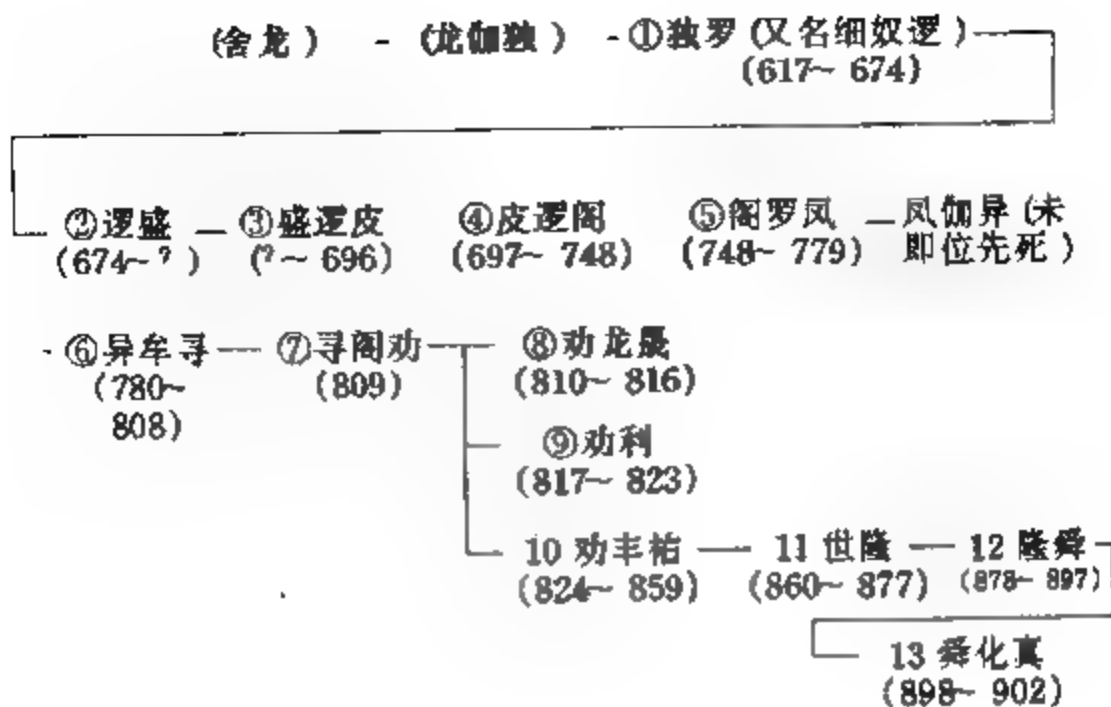 (舍龙) - (龙伽独) - ①独罗(又名细奴逻)
(617~674)
②逻盛 — ③盛逻皮 ④皮逻阁 ⑤阁罗凤 — 凤伽异(未
(674~?) (?~696) (697~748) (748~779) 即位先死)
- ⑥异牟寻 — ⑦寻阁劝 ⑧劝龙晟
(780~ (809) (810~816)
808)
⑨劝利
(817~823)
10 劝丰祐 — 11 世隆 — 12 隆舜
(824~859) (860~877) (878~897)
13 舜化真
(898~902)